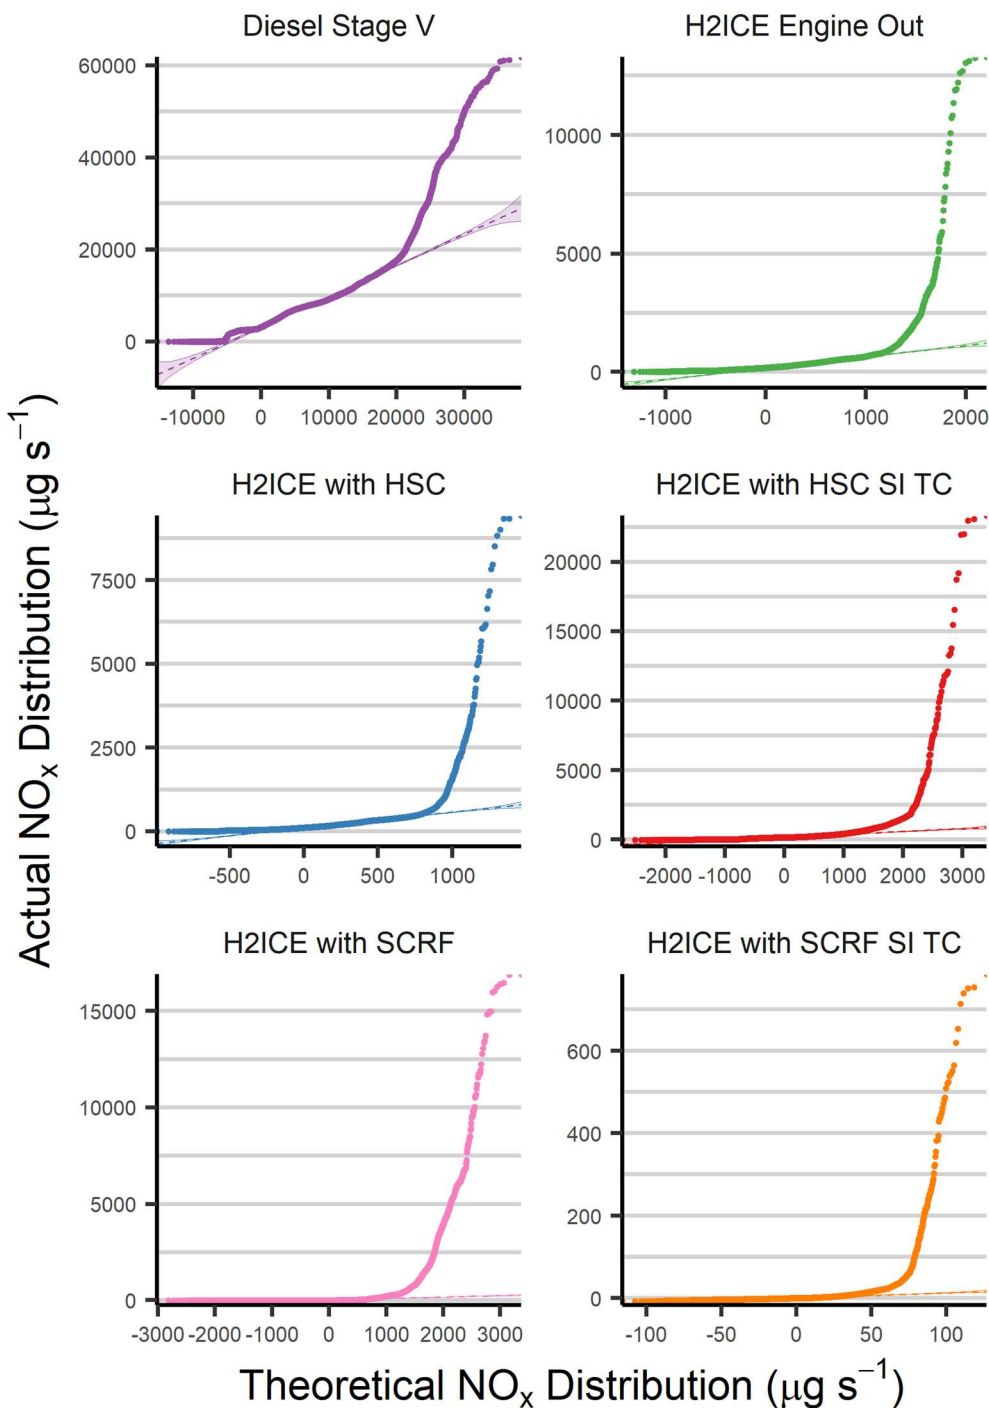 Diesel Stage V
60000
40000
20000
0
-10000 0 10000 20000 30000
H2ICE Engine Out
10000
5000
0
-1000 0 1000 2000
H2ICE with HSC
7500
5000
2500
0
-500 0 500 1000
H2ICE with HSC SI TC
20000
15000
10000
5000
0
-2000 -1000 0 1000 2000 3000
H2ICE with SCRF
15000
10000
5000
0
-3000 -2000 -1000 0 1000 2000 3000
H2ICE with SCRF SI TC
600
400
200
0
-100 -50 0 50 100
Actual NOx Distribution (μg s⁻¹)
Theoretical NOx Distribution (μg s⁻¹)